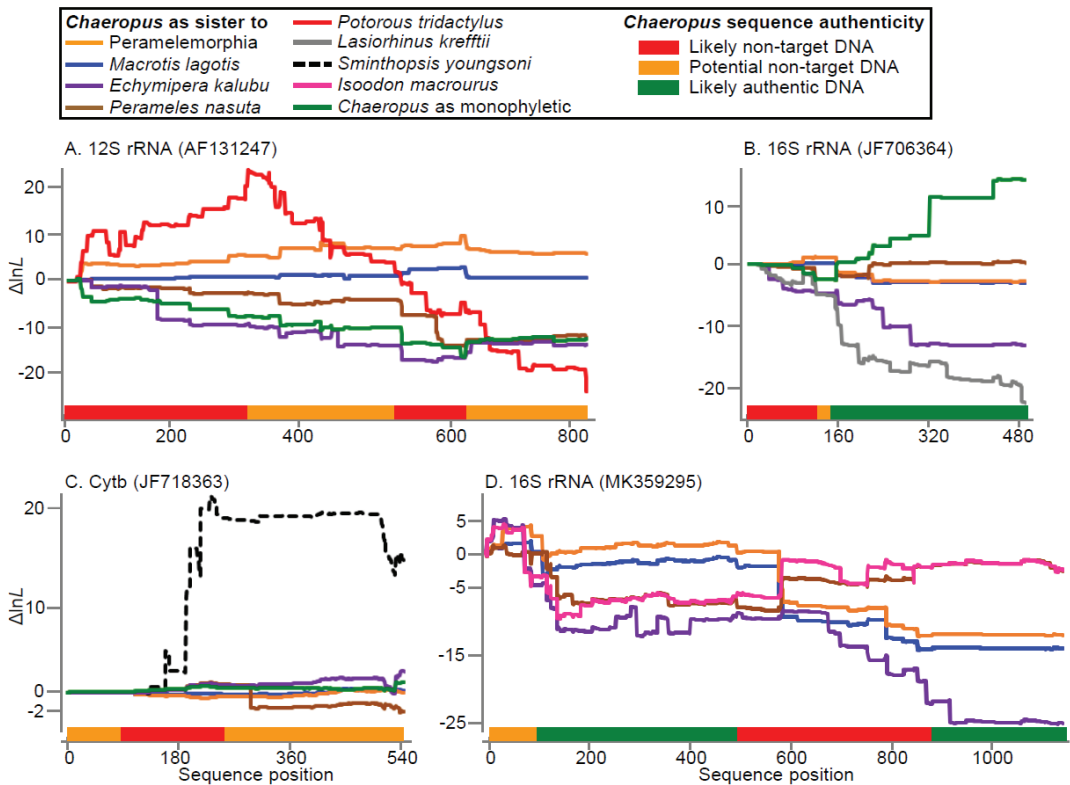 Chaeropus as sister to
Peramelemorphia
Macrotis lagotis
Echymipera kalubu
Perameles nasuta
Potorous tridactylus
Lasiorhinus krefftii
Sminthopsis youngsoni
Isoodon macrourus
Chaeropus as monophyletic
Chaeropus sequence authenticity
Likely non-target DNA
Potential non-target DNA
Likely authentic DNA
A. 12S rRNA (AF131247)
ΔlnL
20
10
0
-10
-20
0 200 400 600 800
B. 16S rRNA (JF706364)
10
0
-10
-20
0 160 320 480
C. Cytb (JF718363)
ΔlnL
20
10
0
-2
0 180 360 540
Sequence position
D. 16S rRNA (MK359295)
5
0
-5
-15
-25
0 200 400 600 800 1000
Sequence position